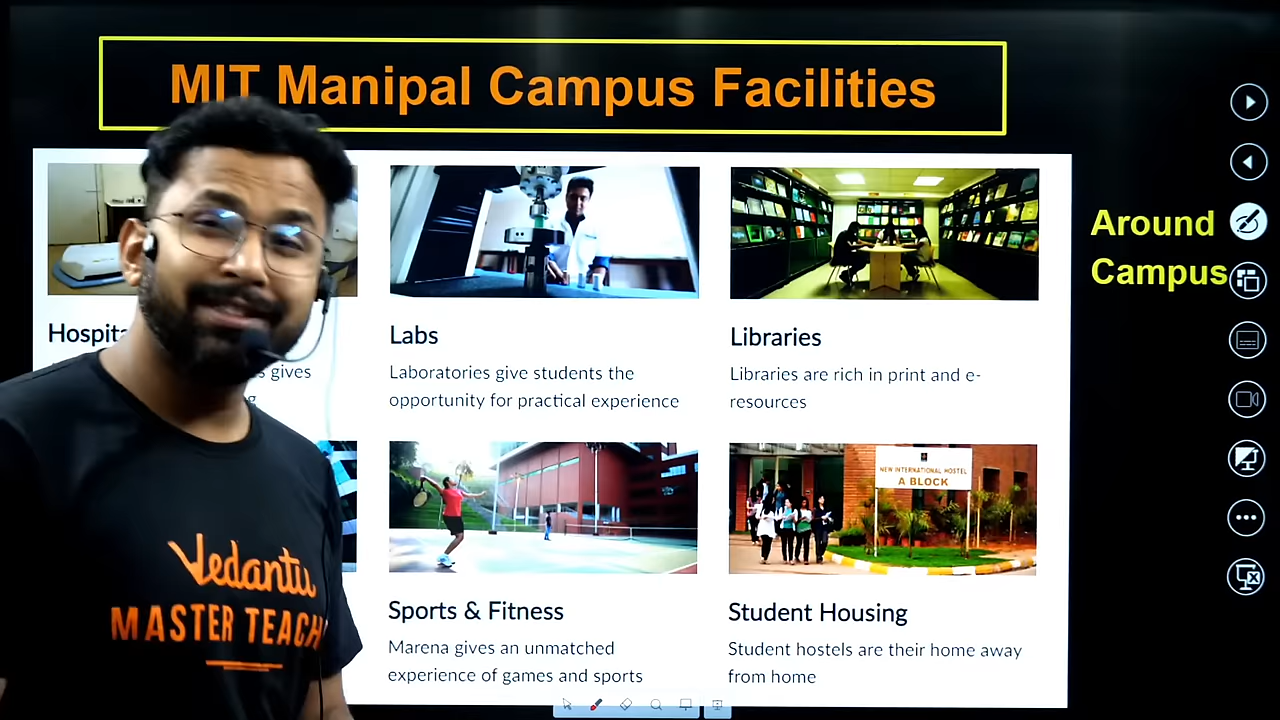 MIT Manipal Campus Facilities
Around
Campus
Labs
Laboratories give students the
opportunity for practical experience
Libraries
Libraries are rich in print and e-
resources
gives
Sports & Fitness
Marena gives an unmatched
experience of games and sports
Student Housing
Student hostels are their home away
from home
NEW INTERNATIONAL HOSTEL
A BLOCK
Vedantu
MASTER TEACH